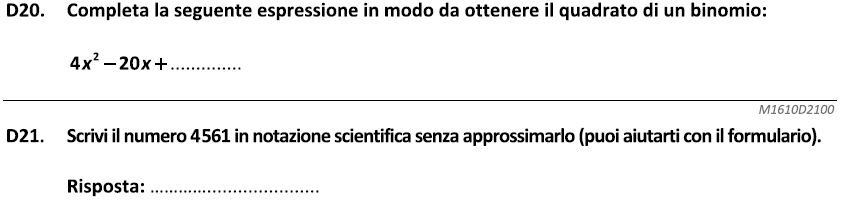 D20. Completa la seguente espressione in modo da ottenere il quadrato di un binomio:
4x² – 20x + ..............
M1610D2100
D21. Scrivi il numero 4561 in notazione scientifica senza approssimarlo (puoi aiutarti con il formulario).
Risposta: ...................................